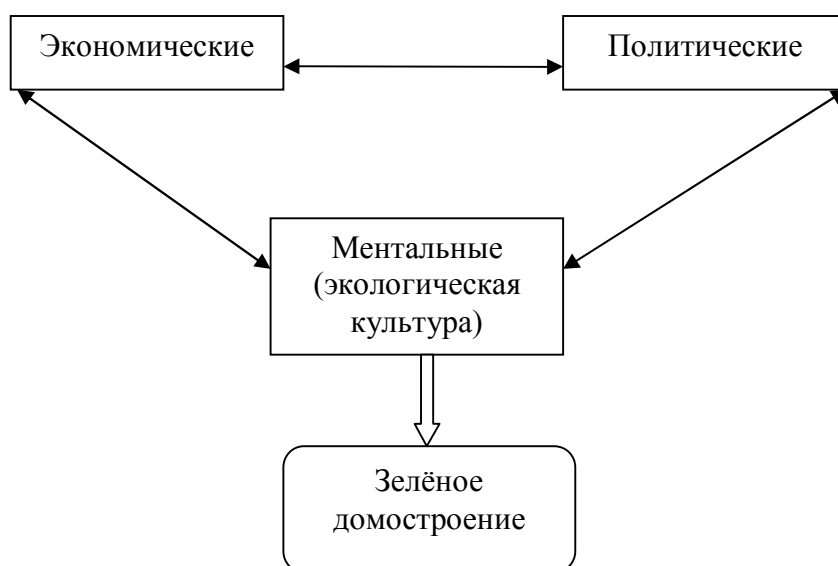 Экономические
Политические
Ментальные
(экологическая
культура)
Зелёное
домостроение